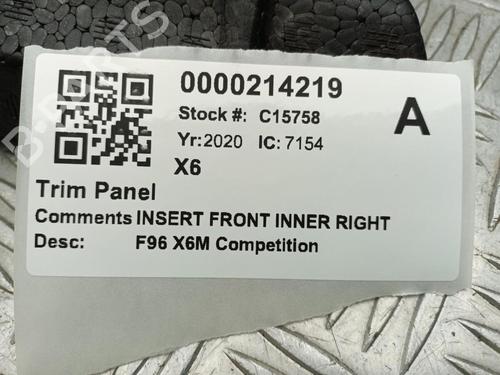 0000214219
Stock #: C15758
A
Yr:2020 IC: 7154
X6
Trim Panel
Comments INSERT FRONT INNER RIGHT
Desc: F96 X6M Competition
B-PARTS